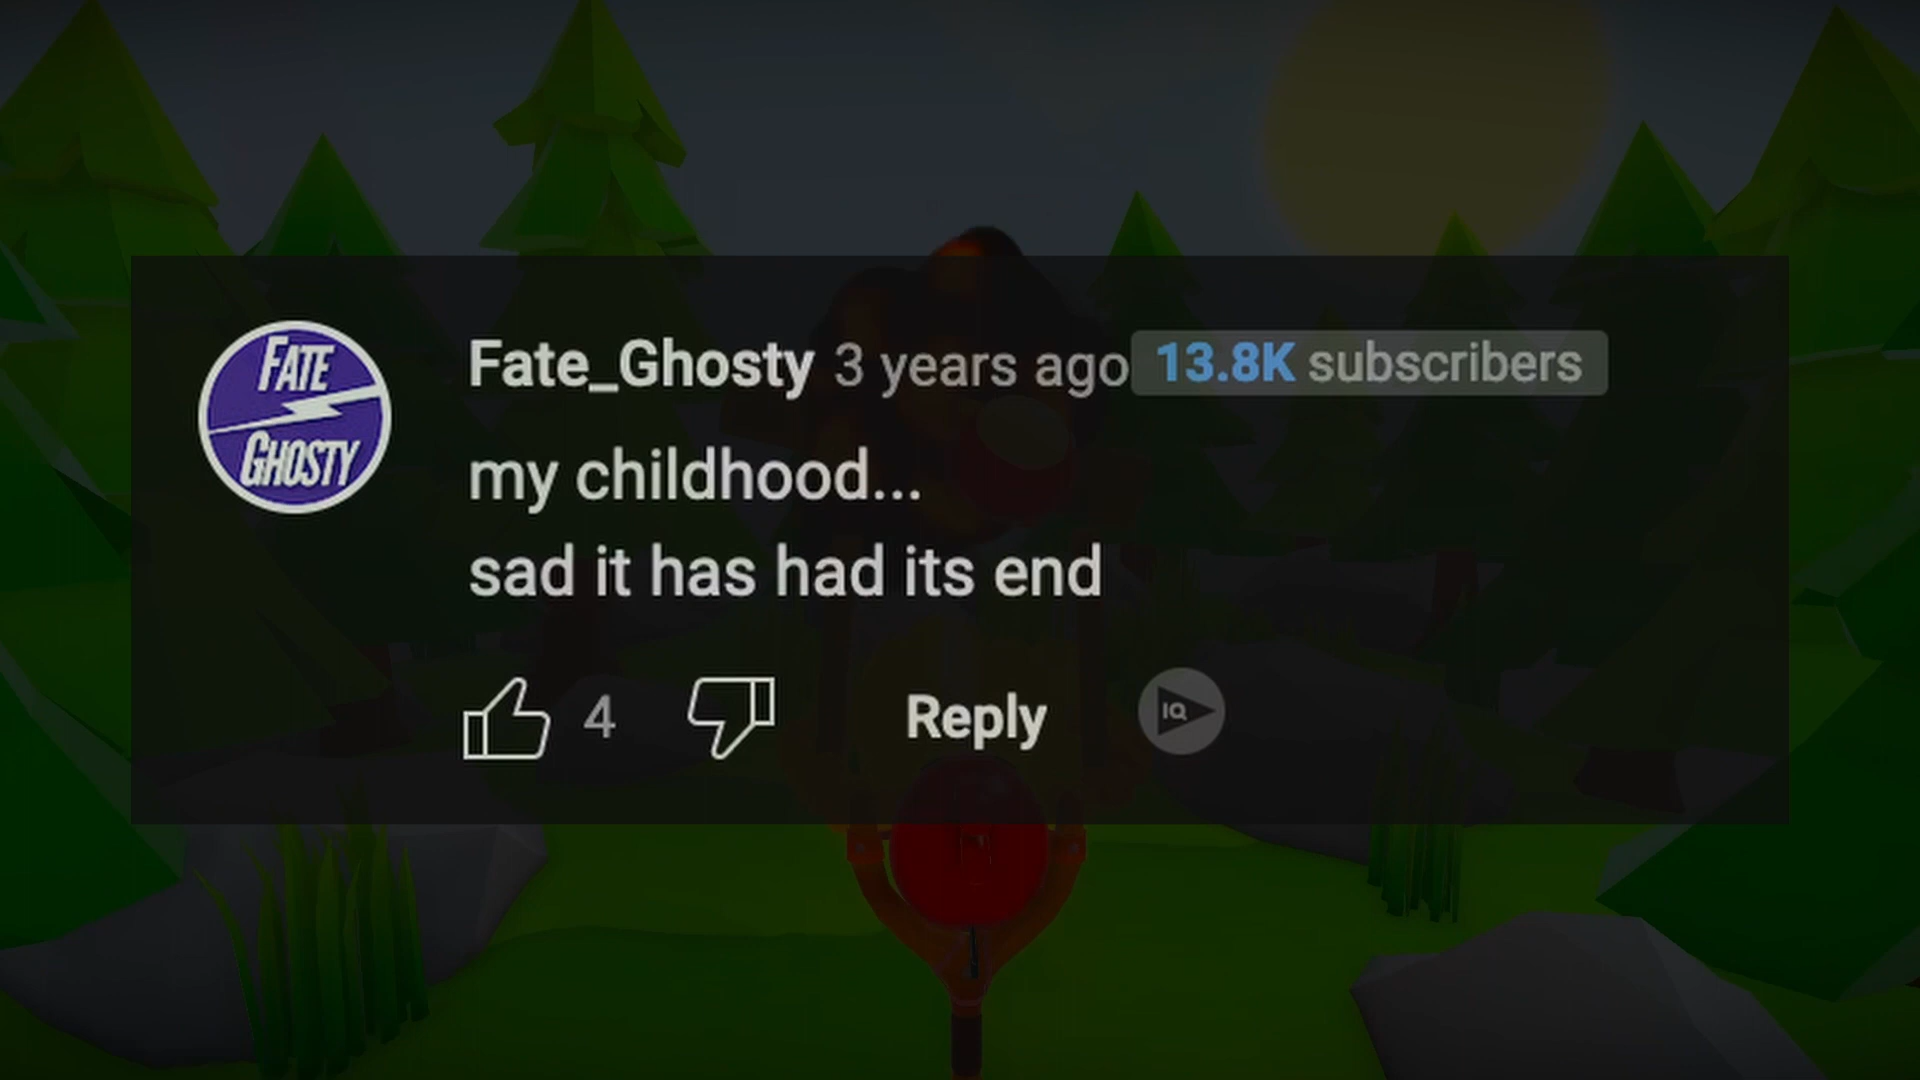 FATE
GHOSTY
Fate_Ghosty 3 years ago 13.8K subscribers
my childhood...
sad it has had its end
4 Reply IQ